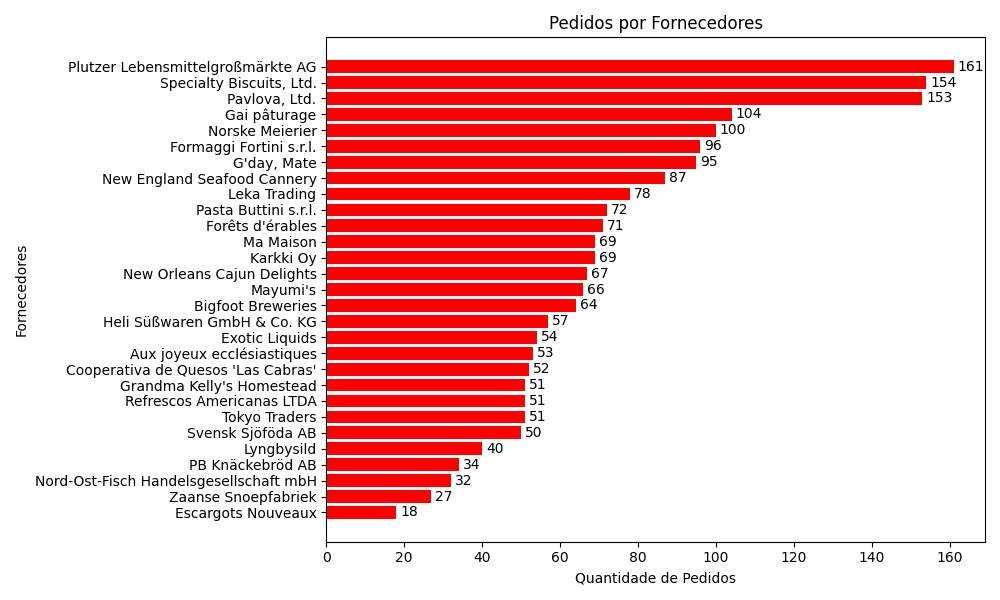 Pedidos por Fornecedores
Fornecedores
Plutzer Lebensmittelgroßmärkte AG 161
Specialty Biscuits, Ltd. 154
Pavlova, Ltd. 153
Gai pâturage 104
Norske Meierier 100
Formaggi Fortini s.r.l. 96
G'day, Mate 95
New England Seafood Cannery 87
Leka Trading 78
Pasta Buttini s.r.l. 72
Forêts d'érables 71
Ma Maison 69
Karkki Oy 69
New Orleans Cajun Delights 67
Mayumi's 66
Bigfoot Breweries 64
Heli Süßwaren GmbH & Co. KG 57
Exotic Liquids 54
Aux joyeux ecclésiastiques 53
Cooperativa de Quesos 'Las Cabras' 52
Grandma Kelly's Homestead 51
Refrescos Americanas LTDA 51
Tokyo Traders 51
Svensk Sjöföda AB 50
Lyngbysild 40
PB Knäckebröd AB 34
Nord-Ost-Fisch Handelsgesellschaft mbH 32
Zaanse Snoepfabriek 27
Escargots Nouveaux 18
0 20 40 60 80 100 120 140 160
Quantidade de Pedidos